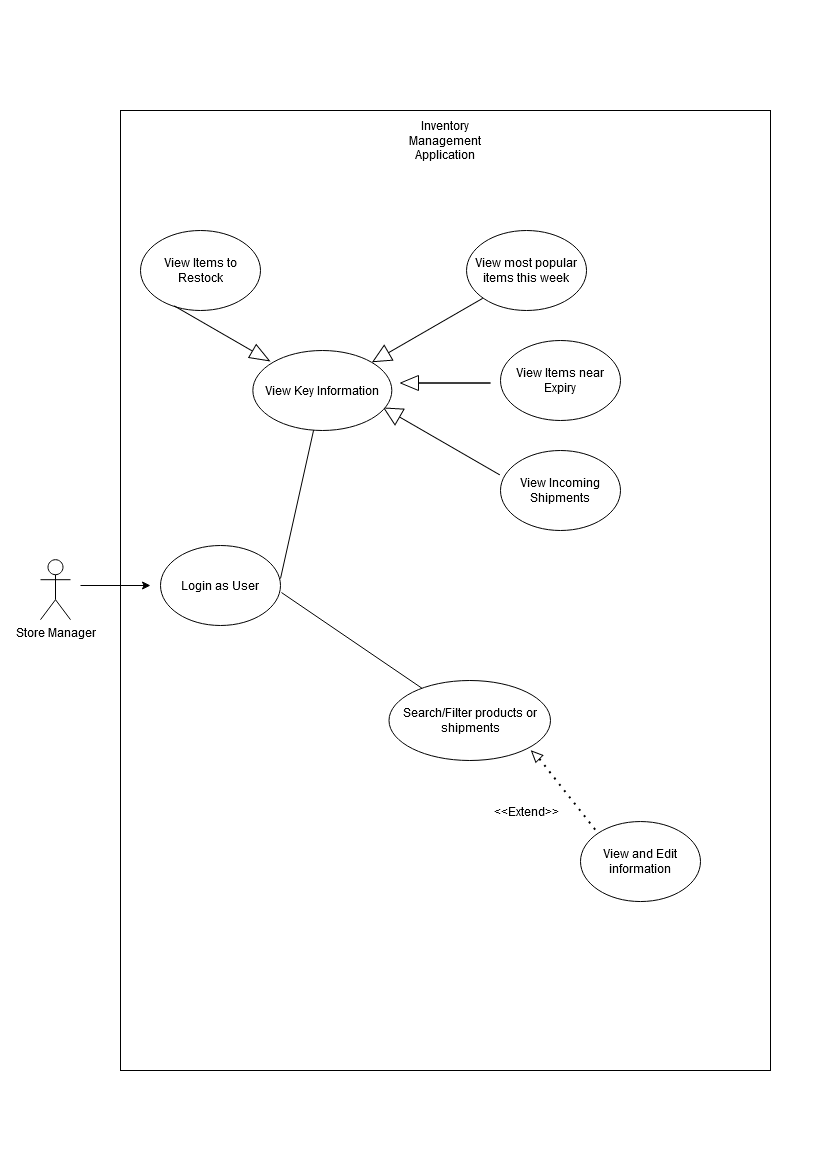 Inventory
Management
Application
View Items to
Restock
View most popular
items this week
View Key Information
View Items near
Expiry
View Incoming
Shipments
Login as User
Store Manager
Search/Filter products or
shipments
<<Extend>>
View and Edit
information